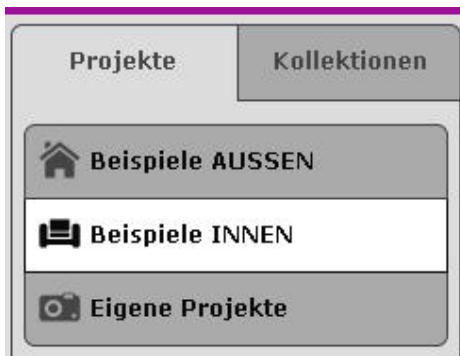 Projekte Kollektionen
Beispiele AUSSEN
Beispiele INNEN
Eigene Projekte